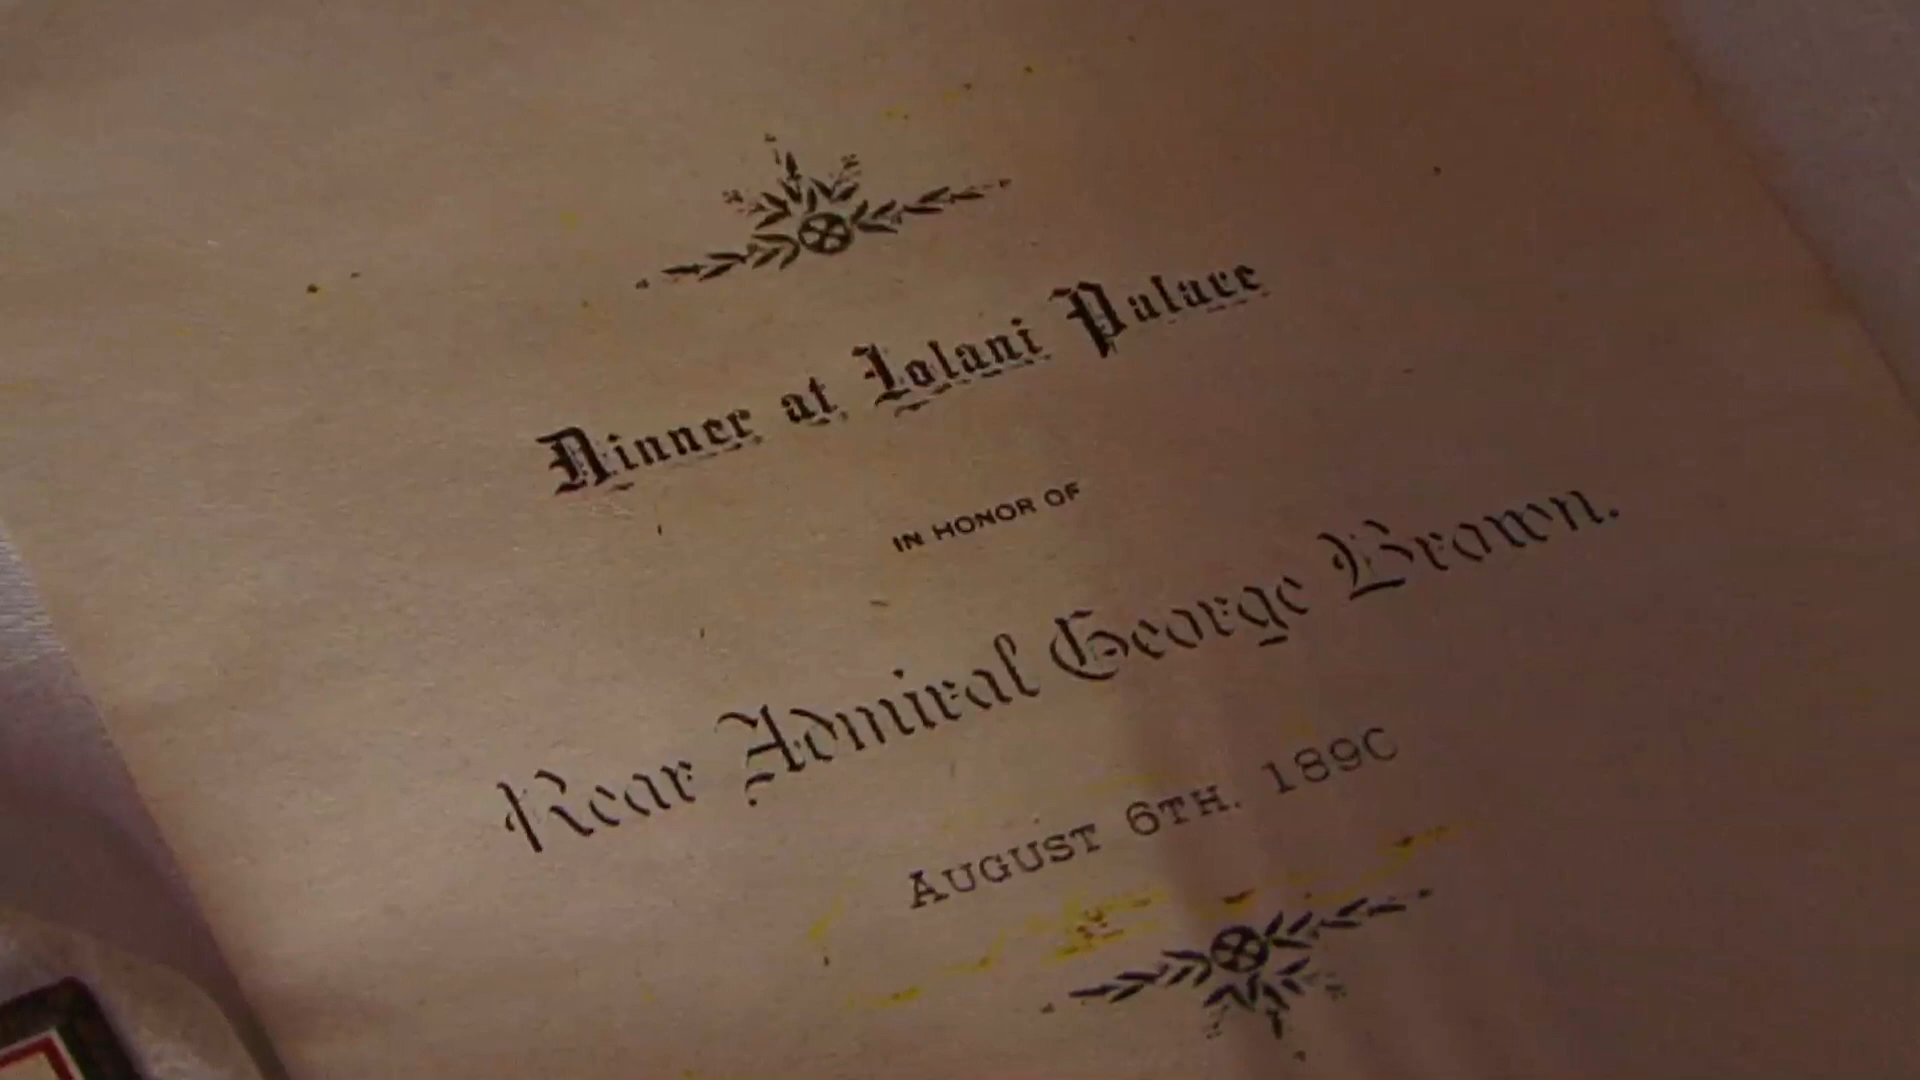 Dinner at Iolani Palace
IN HONOR OF
Rear Admiral George Brown.
AUGUST 6TH. 1890